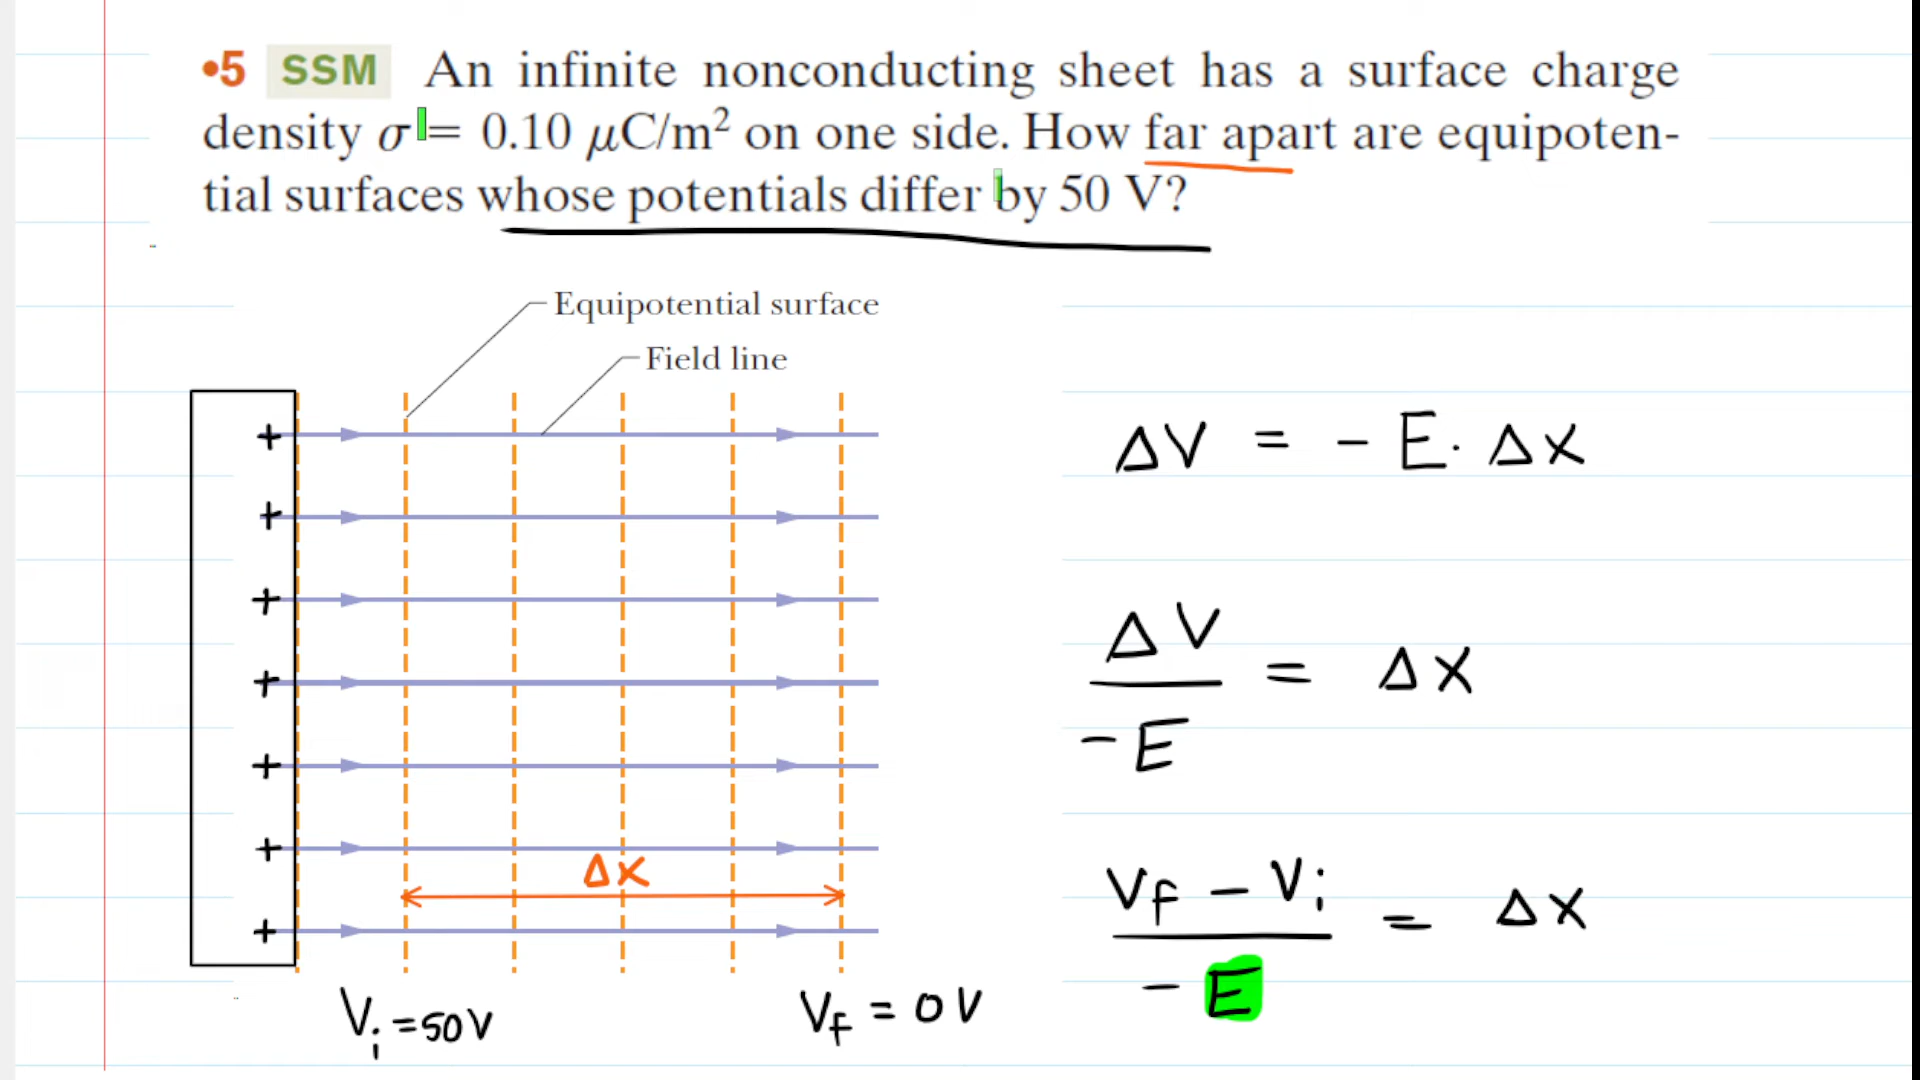 •5 SSM An infinite nonconducting sheet has a surface charge
density σ = 0.10 μC/m² on one side. How far apart are equipoten-
tial surfaces whose potentials differ by 50 V?
Equipotential surface
Field line
+
+
+
+
+
+
+
Δx
Vi = 50 V
Vf = 0 V
ΔV = - E · Δx
ΔV / -E = Δx
Vf - Vi / -E = Δx